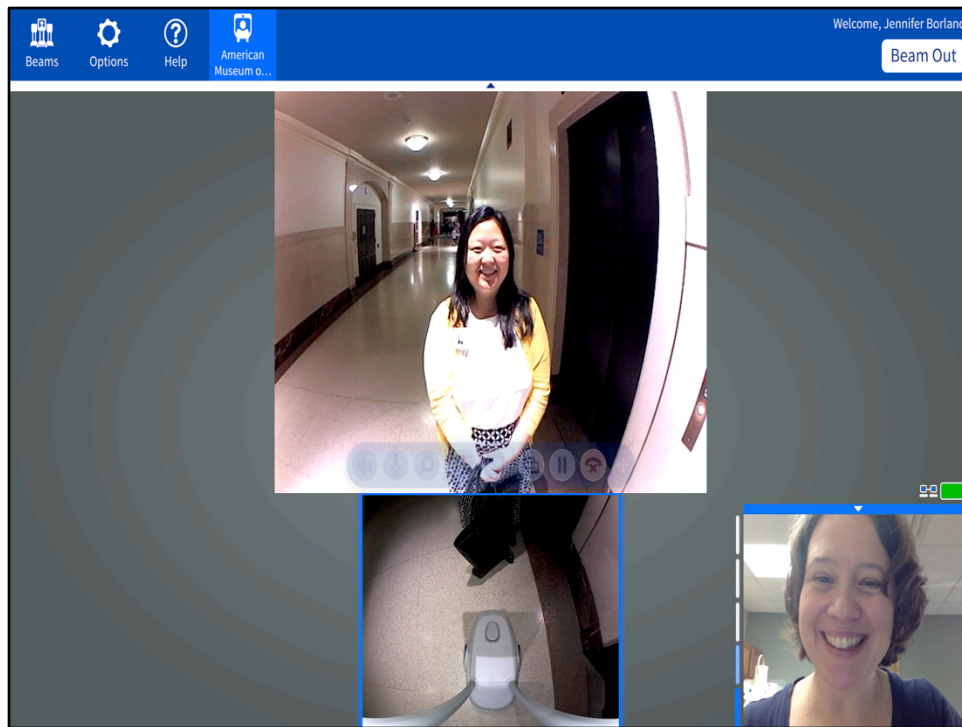 Beams
Options
Help
American
Museum o...
Welcome, Jennifer Borland
Beam Out